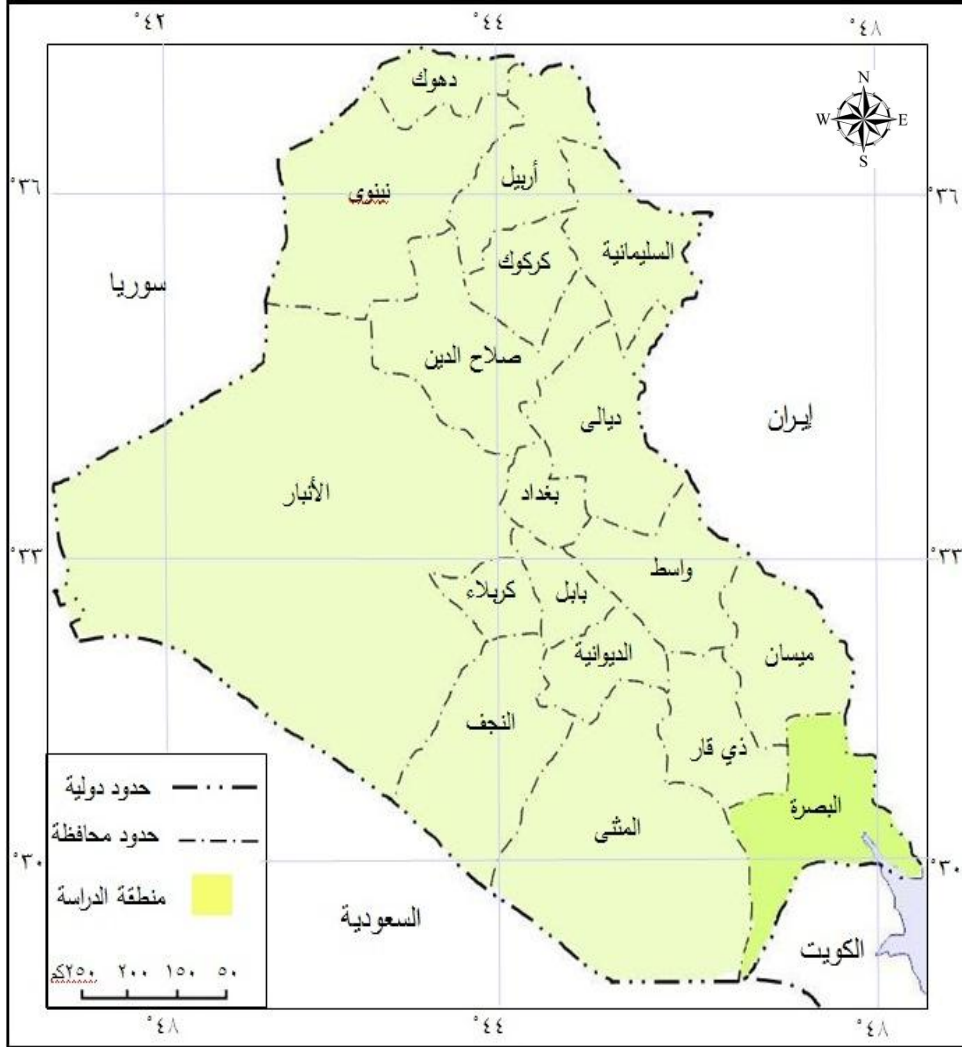 °٤٢ °٤٤ °٤٨
N
W E
S
دهوك
°٣٦ نينوى أربيل °٣٦
السليمانية
كركوك
سوريا
صلاح الدين
إيران
ديالى
الأنبار
بغداد
°٣٣ °٣٣
واسط
بابل
كربلاء
الديوانية
ميسان
النجف
ذي قار
البصرة
المثنى
حدود دولية
حدود محافظة
°٣٠ °٣٠
منطقة الدراسة
السعودية
الكويت
٥٠ ١٥٠ ٢٠٠ ٢٥٠كم
°٤٨ °٤٤ °٤٨